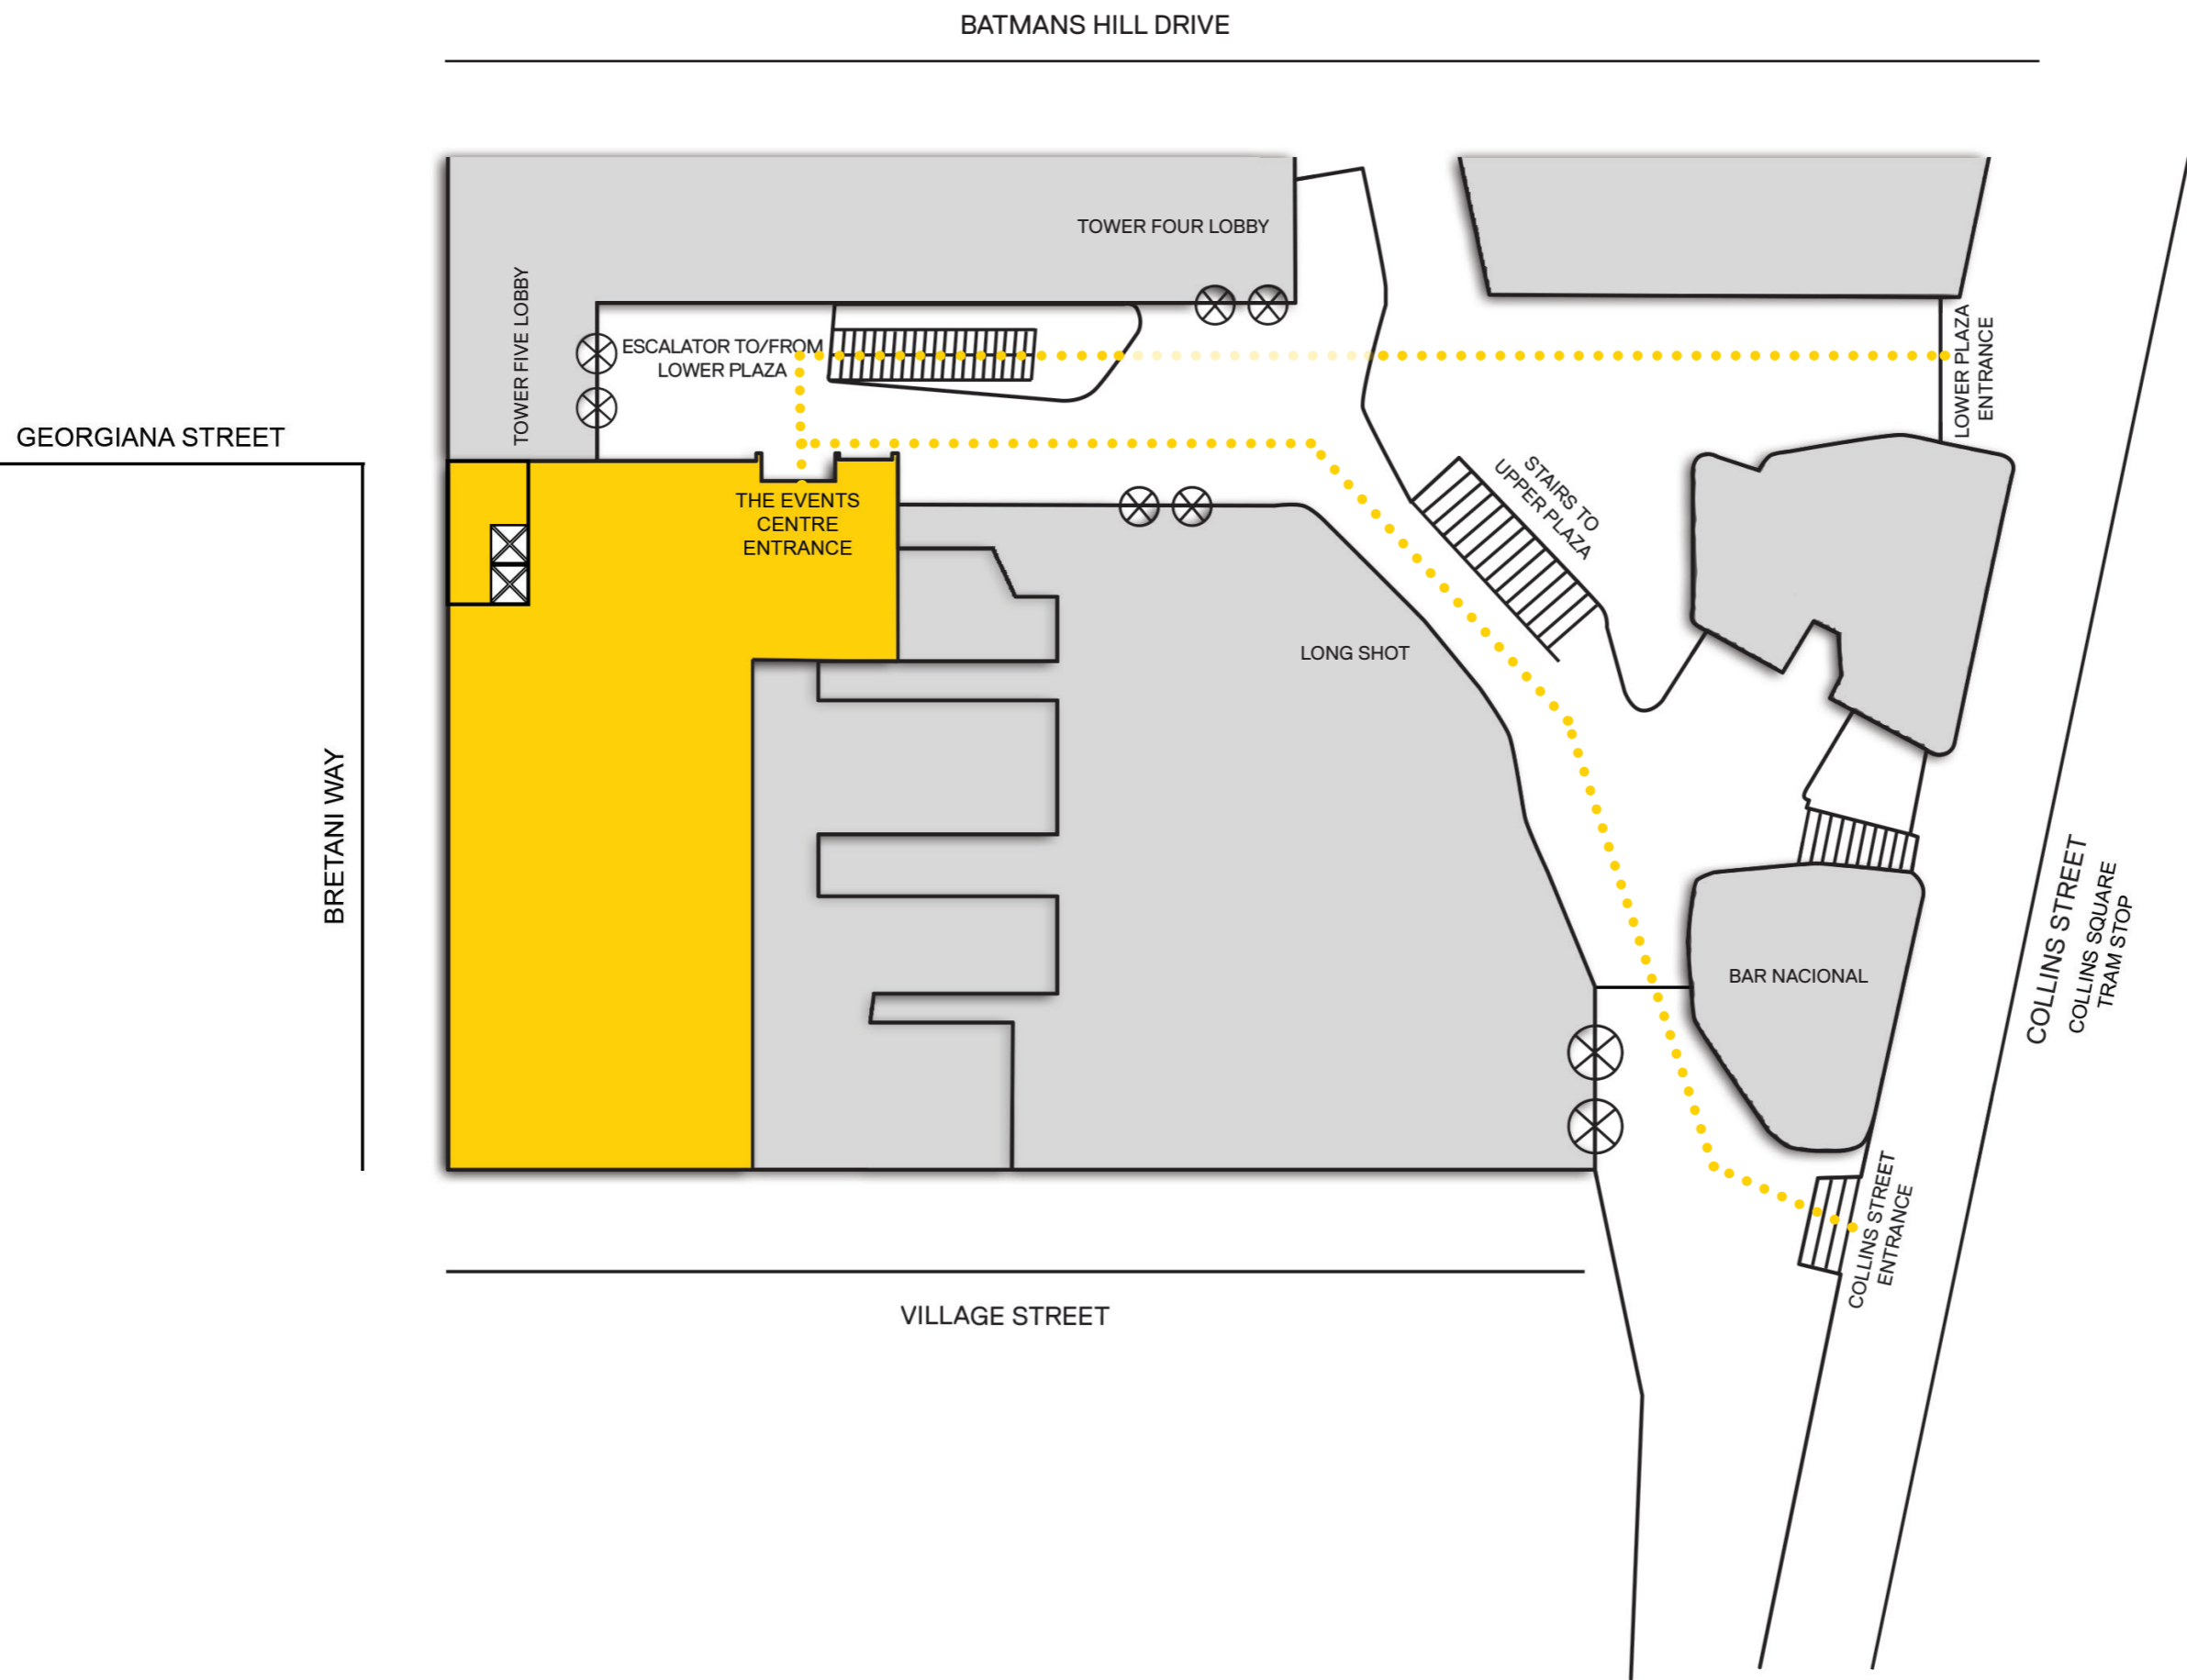 BATMANS HILL DRIVE
TOWER FOUR LOBBY
TOWER FIVE LOBBY
ESCALATOR TO/FROM
LOWER PLAZA
LOWER PLAZA
ENTRANCE
GEORGIANA STREET
STAIRS TO
UPPER PLAZA
THE EVENTS
CENTRE
ENTRANCE
LONG SHOT
BRETANI WAY
BAR NACIONAL
COLLINS STREET
COLLINS SQUARE
TRAM STOP
COLLINS STREET
ENTRANCE
VILLAGE STREET